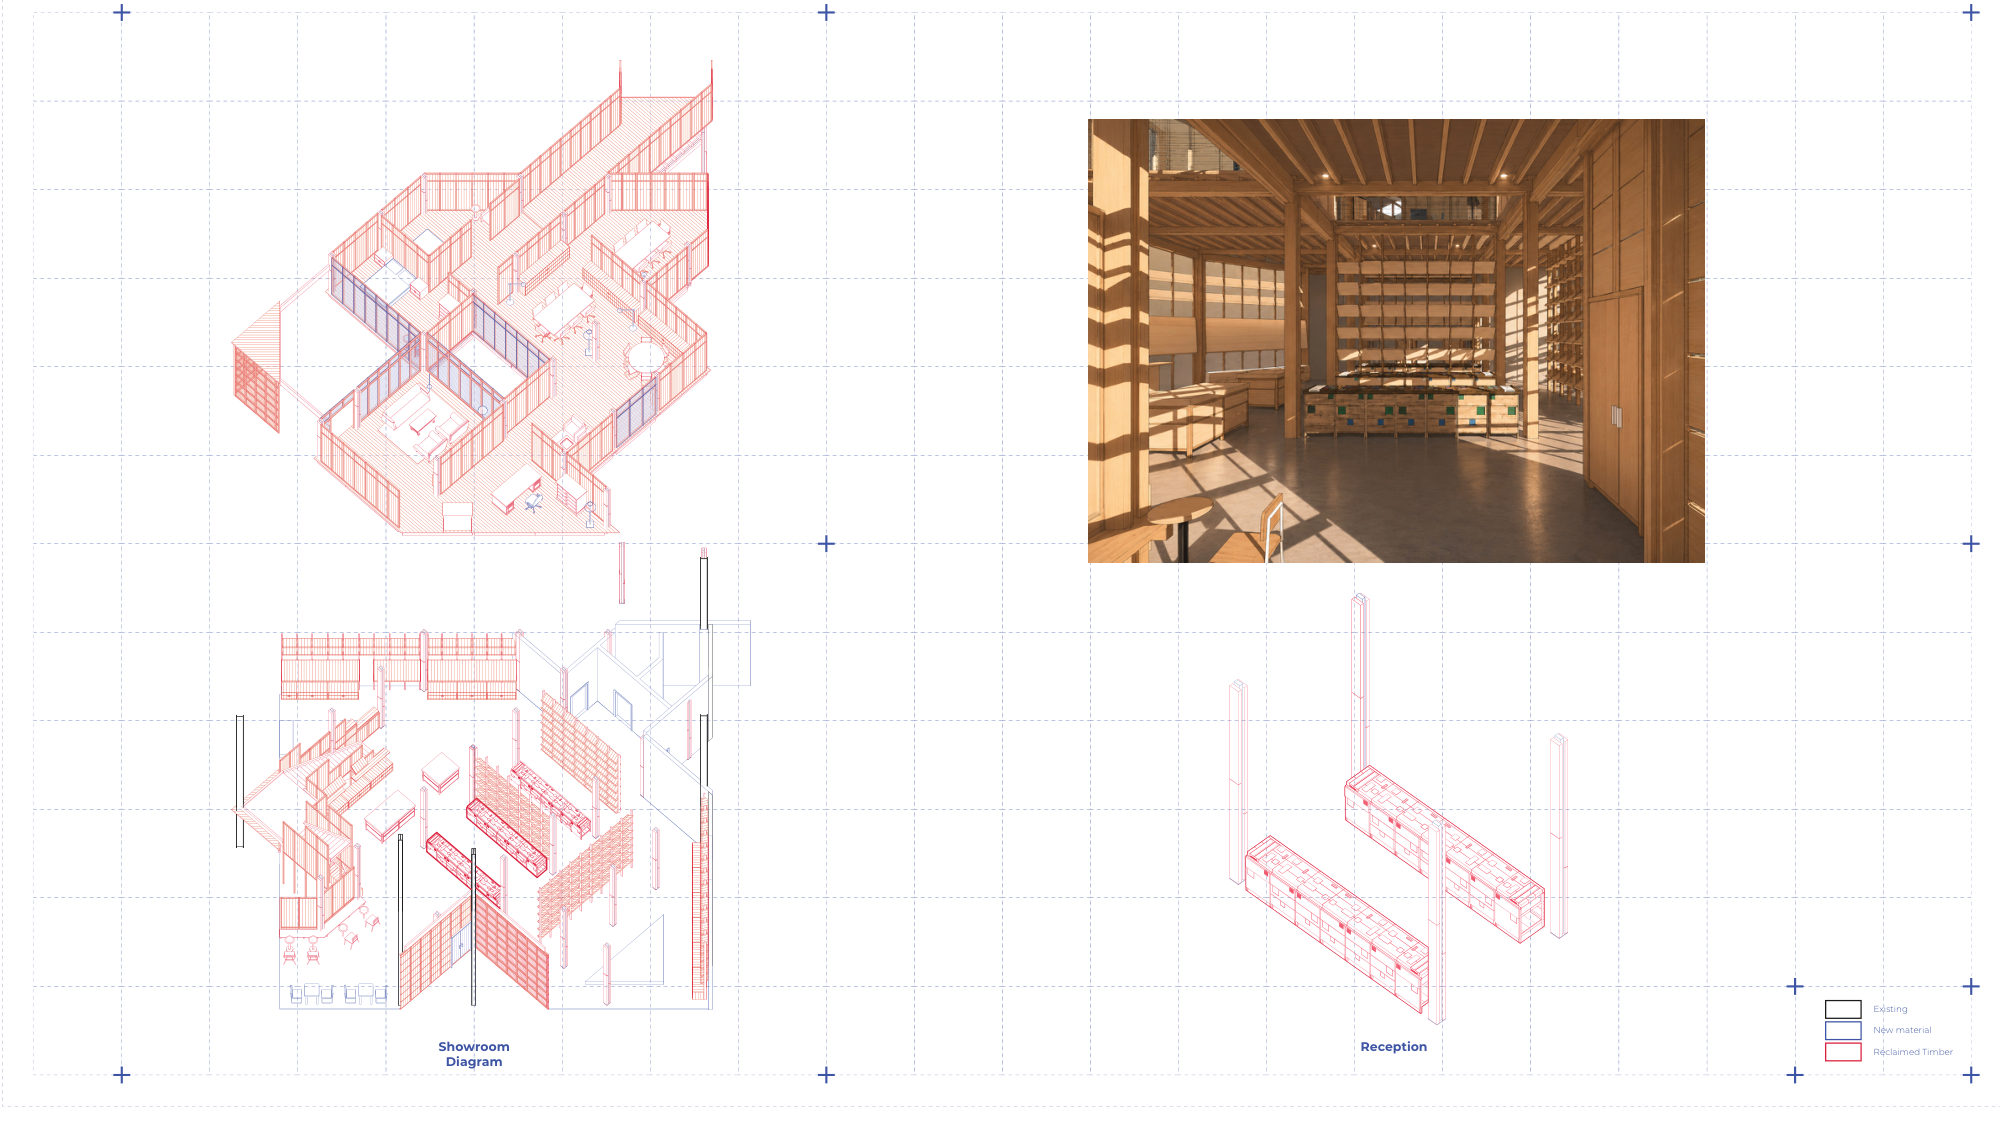 Showroom
Diagram
Reception
Existing
New material
Reclaimed Timber